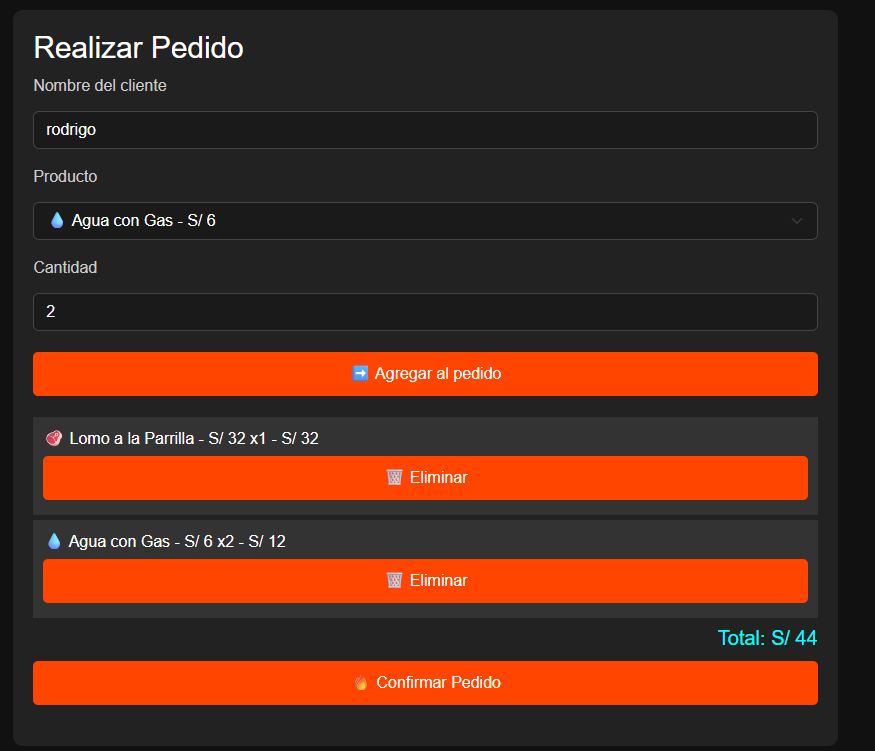 Realizar Pedido
Nombre del cliente
rodrigo
Producto
💧 Agua con Gas - S/ 6
Cantidad
2
➡️ Agregar al pedido
🥩 Lomo a la Parrilla - S/ 32 x1 - S/ 32
🗑️ Eliminar
💧 Agua con Gas - S/ 6 x2 - S/ 12
🗑️ Eliminar
Total: S/ 44
🔥 Confirmar Pedido